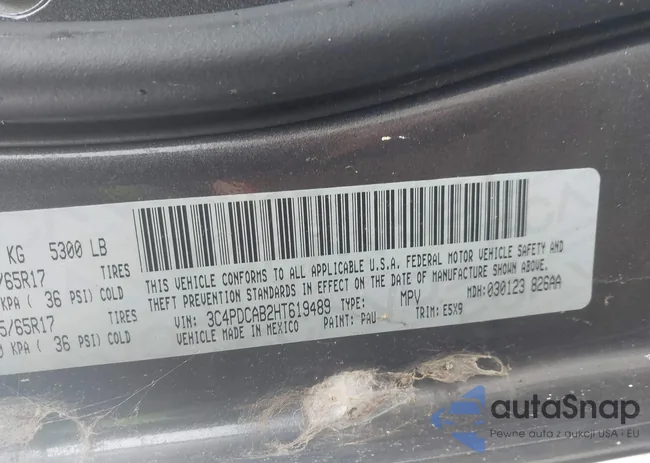 KG 5300 LB
/65R17 TIRES
KPA ( 36 PSI) COLD
5/65R17 TIRES
0 KPA ( 36 PSI) COLD
THIS VEHICLE CONFORMS TO ALL APPLICABLE U.S.A. FEDERAL MOTOR VEHICLE SAFETY AND
THEFT PREVENTION STANDARDS IN EFFECT ON THE DATE OF MANUFACTURE SHOWN ABOVE.
VIN: 3C4PDCAB2HT619489 TYPE: MPV MDH: 030123 826AA
VEHICLE MADE IN MEXICO PAINT: PAU TRIM: E5X9
autoSnap
Pewne auta z aukcji USA i EU